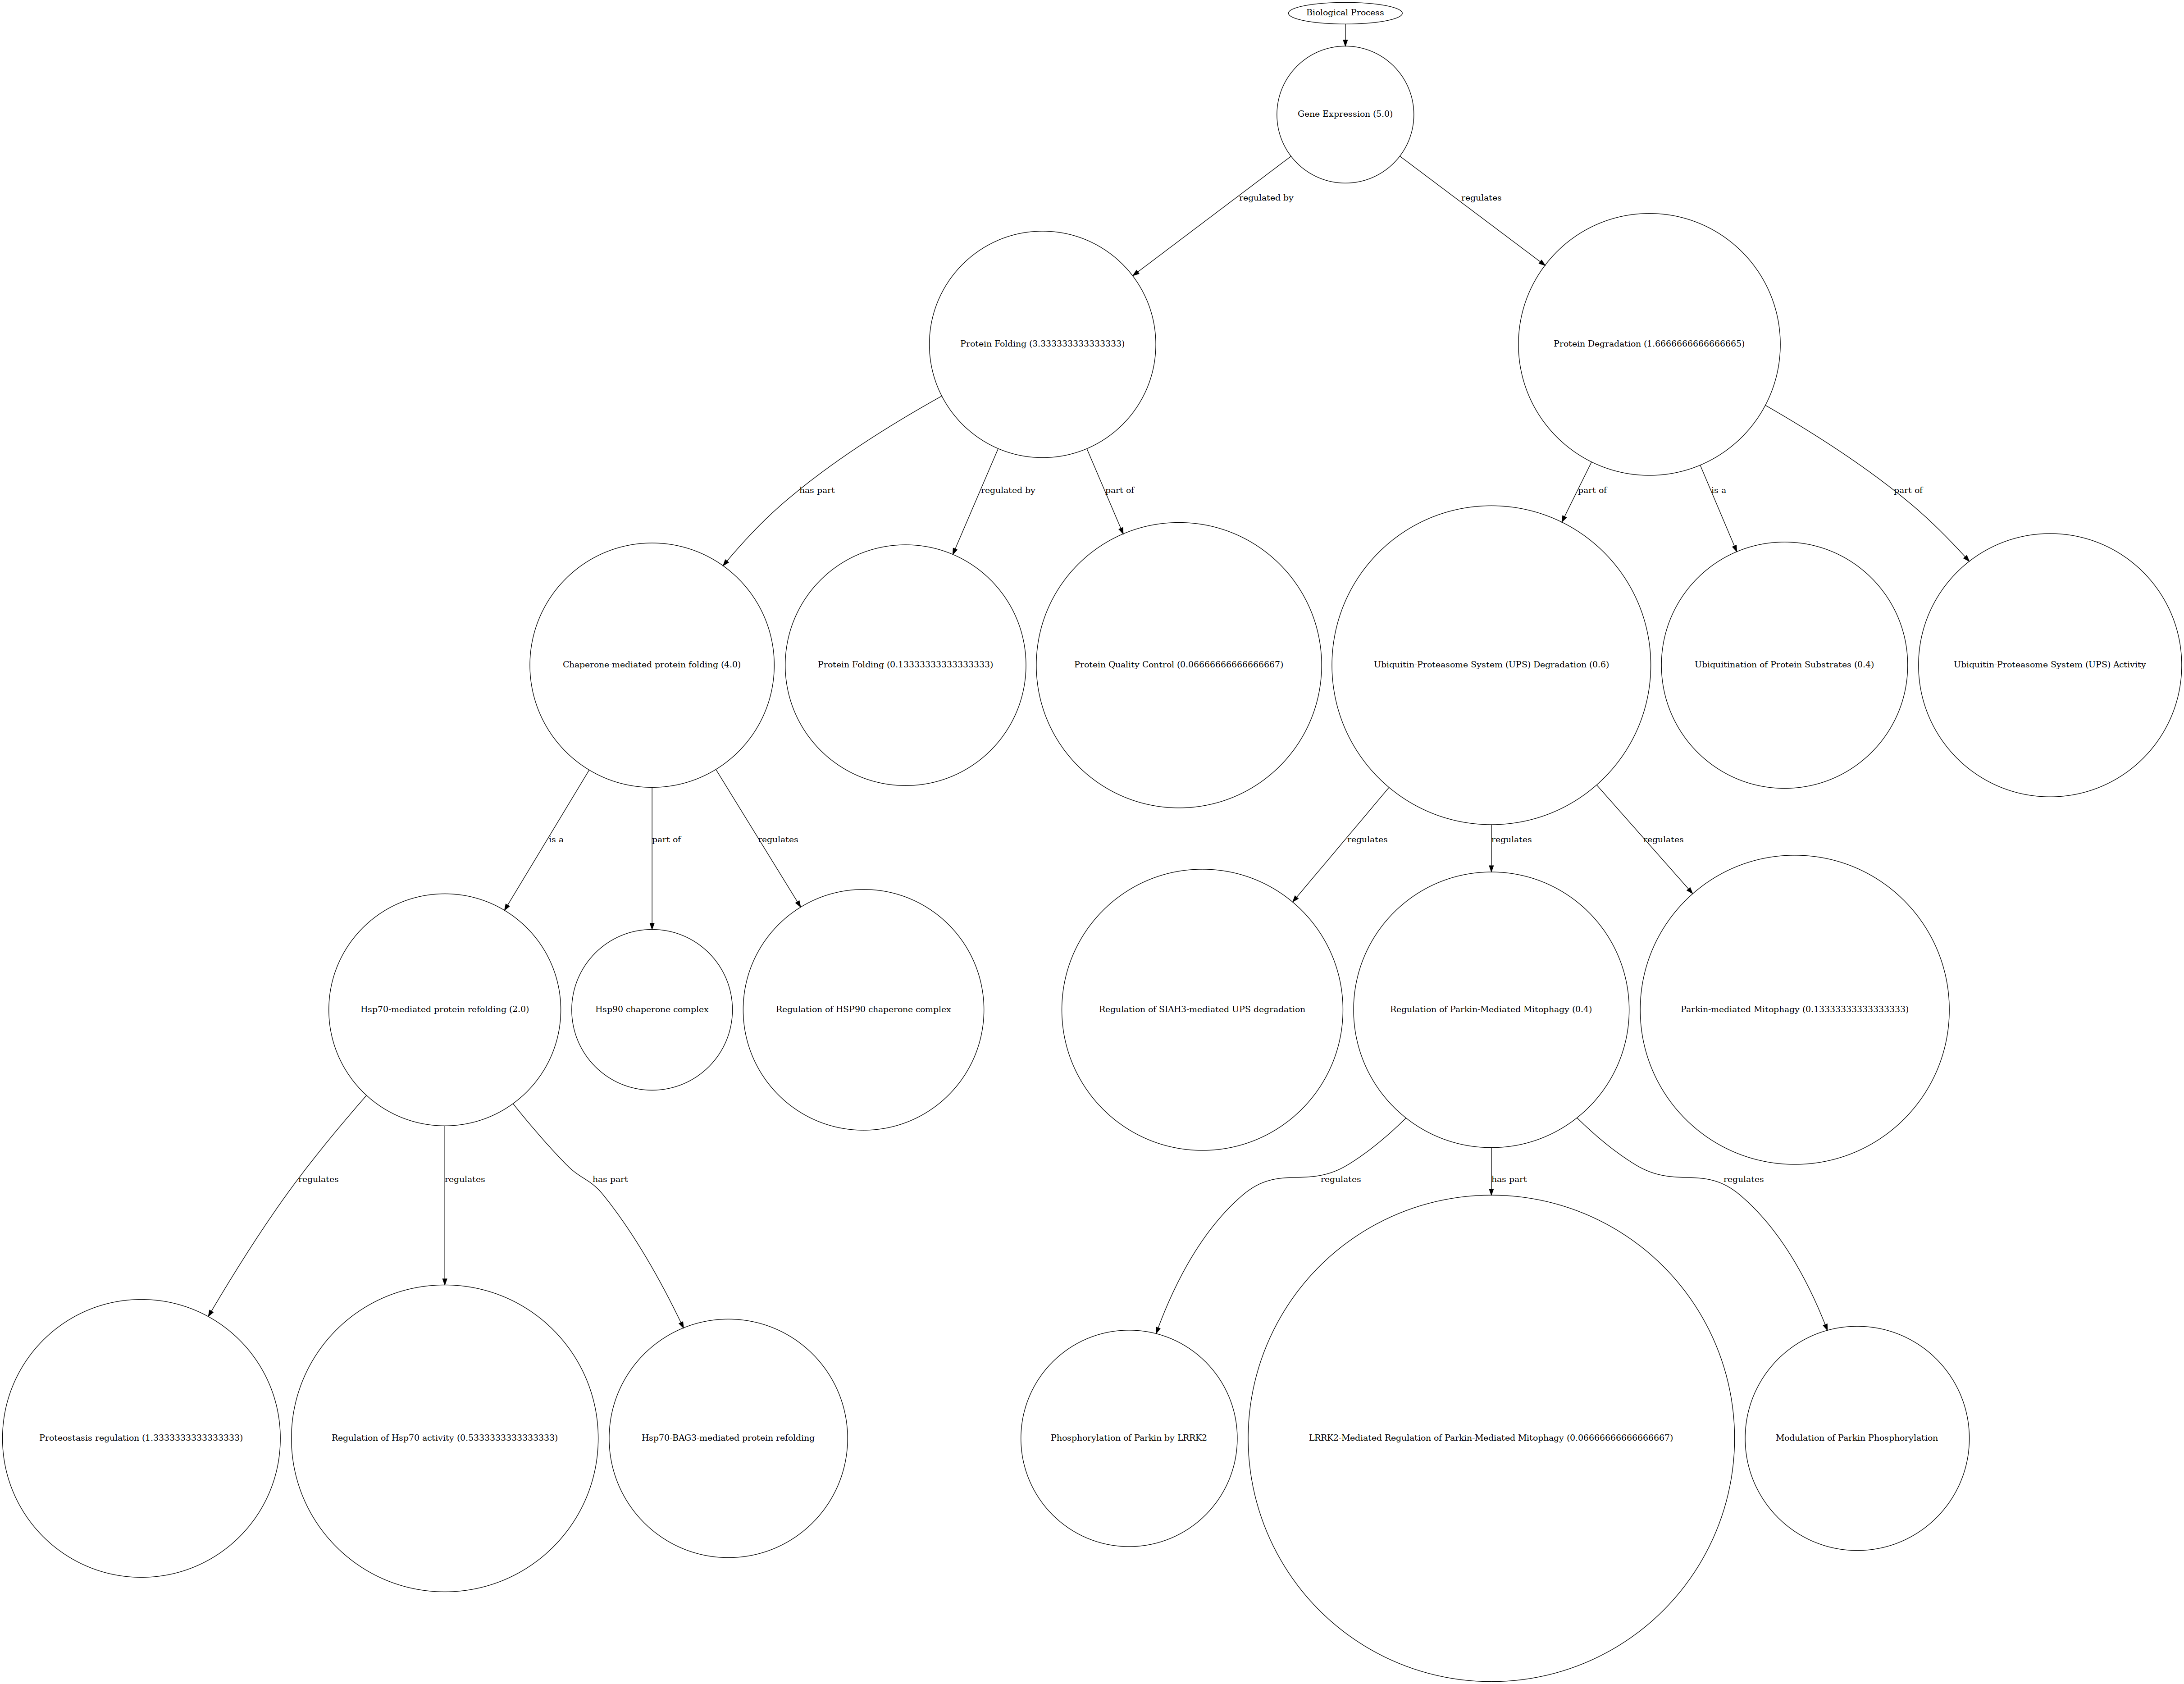 Biological Process
Gene Expression (5.0)
regulated by
regulates
Protein Folding (3.333333333333333)
Protein Degradation (1.6666666666666665)
has part
regulated by
part of
part of
is a
part of
Chaperone-mediated protein folding (4.0)
Protein Folding (0.13333333333333333)
Protein Quality Control (0.06666666666666667)
Ubiquitin-Proteasome System (UPS) Degradation (0.6)
Ubiquitination of Protein Substrates (0.4)
Ubiquitin-Proteasome System (UPS) Activity
is a
part of
regulates
regulates
regulates
regulates
Hsp70-mediated protein refolding (2.0)
Hsp90 chaperone complex
Regulation of HSP90 chaperone complex
Regulation of SIAH3-mediated UPS degradation
Regulation of Parkin-Mediated Mitophagy (0.4)
Parkin-mediated Mitophagy (0.13333333333333333)
regulates
regulates
has part
regulates
has part
regulates
Proteostasis regulation (1.3333333333333333)
Regulation of Hsp70 activity (0.5333333333333333)
Hsp70-BAG3-mediated protein refolding
Phosphorylation of Parkin by LRRK2
LRRK2-Mediated Regulation of Parkin-Mediated Mitophagy (0.06666666666666667)
Modulation of Parkin Phosphorylation